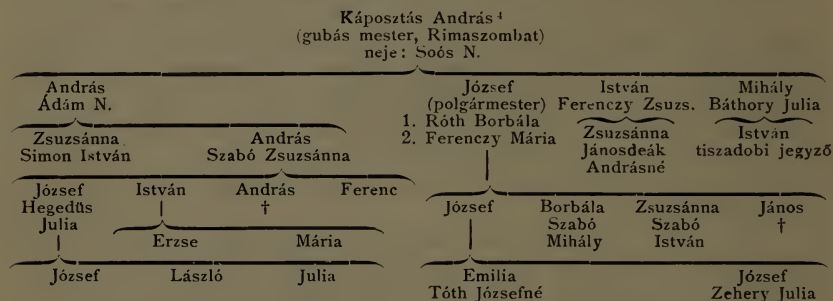 Káposztás András⁴
(gubás mester, Rimaszombat)
neje: Soós N.
András József István Mihály
Ádám N. (polgármester) Ferenczy Zsuzs. Báthory Julia
1. Róth Borbála
2. Ferenczy Mária
Zsuzsánna András Zsuzsánna István
Simon István Szabó Zsuzsánna Jánosdeák tiszadobi jegyző
Andrásné
József István András Ferenc József Borbála Zsuzsánna János
Hegedüs † Szabó Szabó †
Julia Mihály István
Erzse Mária
József László Julia Emilia József
Tóth Józsefné Zehery Julia